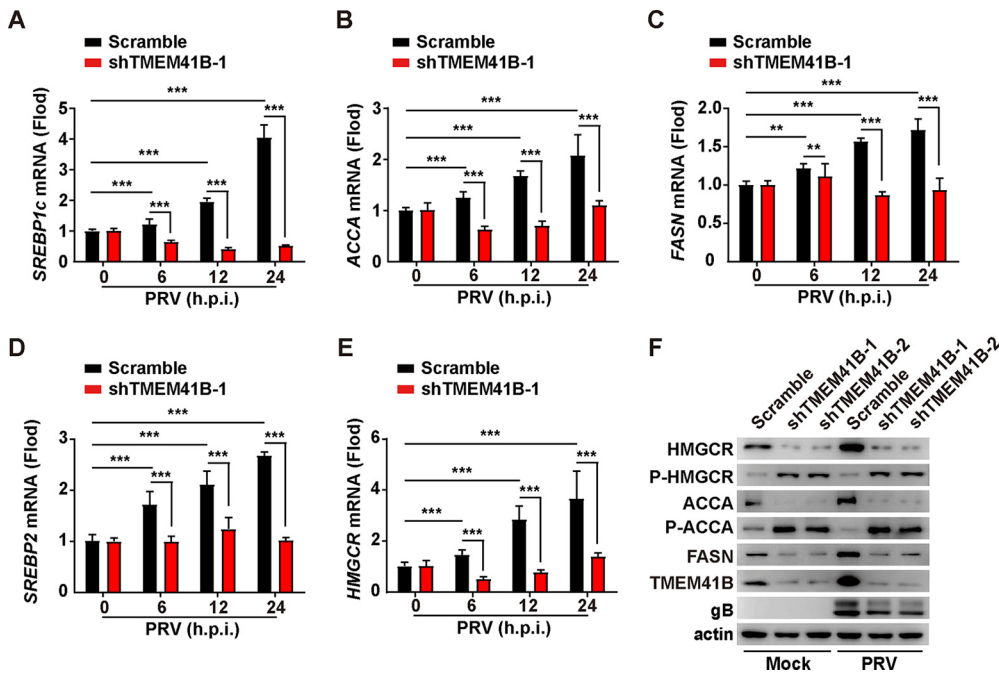 A
Scramble
shTMEM41B-1
SREBP1c mRNA (Flod)
5
4
3
2
1
0
***
***
***
***
***
***
0 6 12 24
PRV (h.p.i.)
B
Scramble
shTMEM41B-1
ACCA mRNA (Flod)
3
2
1
0
***
***
***
***
***
***
0 6 12 24
PRV (h.p.i.)
C
Scramble
shTMEM41B-1
FASN mRNA (Flod)
2.0
1.5
1.0
0.5
0
***
***
**
**
***
***
0 6 12 24
PRV (h.p.i.)
D
Scramble
shTMEM41B-1
SREBP2 mRNA (Flod)
3
2
1
0
***
***
***
***
***
***
0 6 12 24
PRV (h.p.i.)
E
Scramble
shTMEM41B-1
HMGCR mRNA (Flod)
6
4
2
0
***
***
***
***
***
***
0 6 12 24
PRV (h.p.i.)
F
Scramble
shTMEM41B-1
shTMEM41B-2
Scramble
shTMEM41B-1
shTMEM41B-2
HMGCR
P-HMGCR
ACCA
P-ACCA
FASN
TMEM41B
gB
actin
Mock PRV